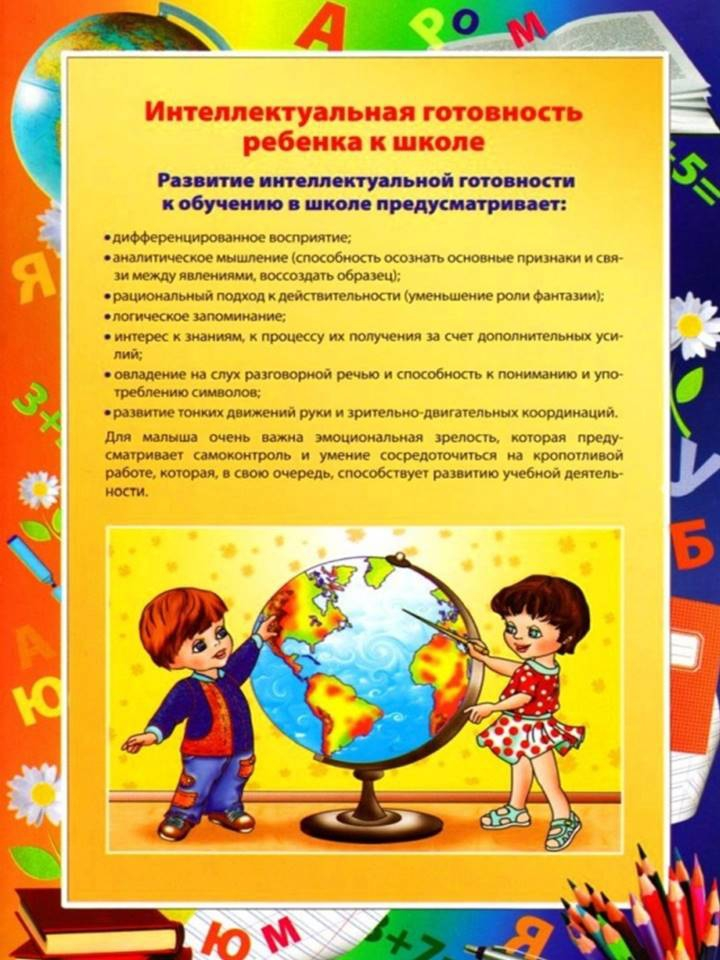 А Р О М
Интеллектуальная готовность
ребенка к школе
Развитие интеллектуальной готовности
к обучению в школе предусматривает:
• дифференцированное восприятие;
• аналитическое мышление (способность осознать основные признаки и свя-
зи между явлениями, воссоздать образец);
• рациональный подход к действительности (уменьшение роли фантазии);
• логическое запоминание;
• интерес к знаниям, к процессу их получения за счет дополнительных уси-
лий;
• овладение на слух разговорной речью и способность к пониманию и упо-
треблению символов;
• развитие тонких движений руки и зрительно-двигательных координаций.
Для малыша очень важна эмоциональная зрелость, которая преду-
сматривает самоконтроль и умение сосредоточиться на кропотливой
работе, которая, в свою очередь, способствует развитию учебной деятель-
ности.
+5=
Я
3+
У
Б
А
Ю
Ю М 3+7= Я